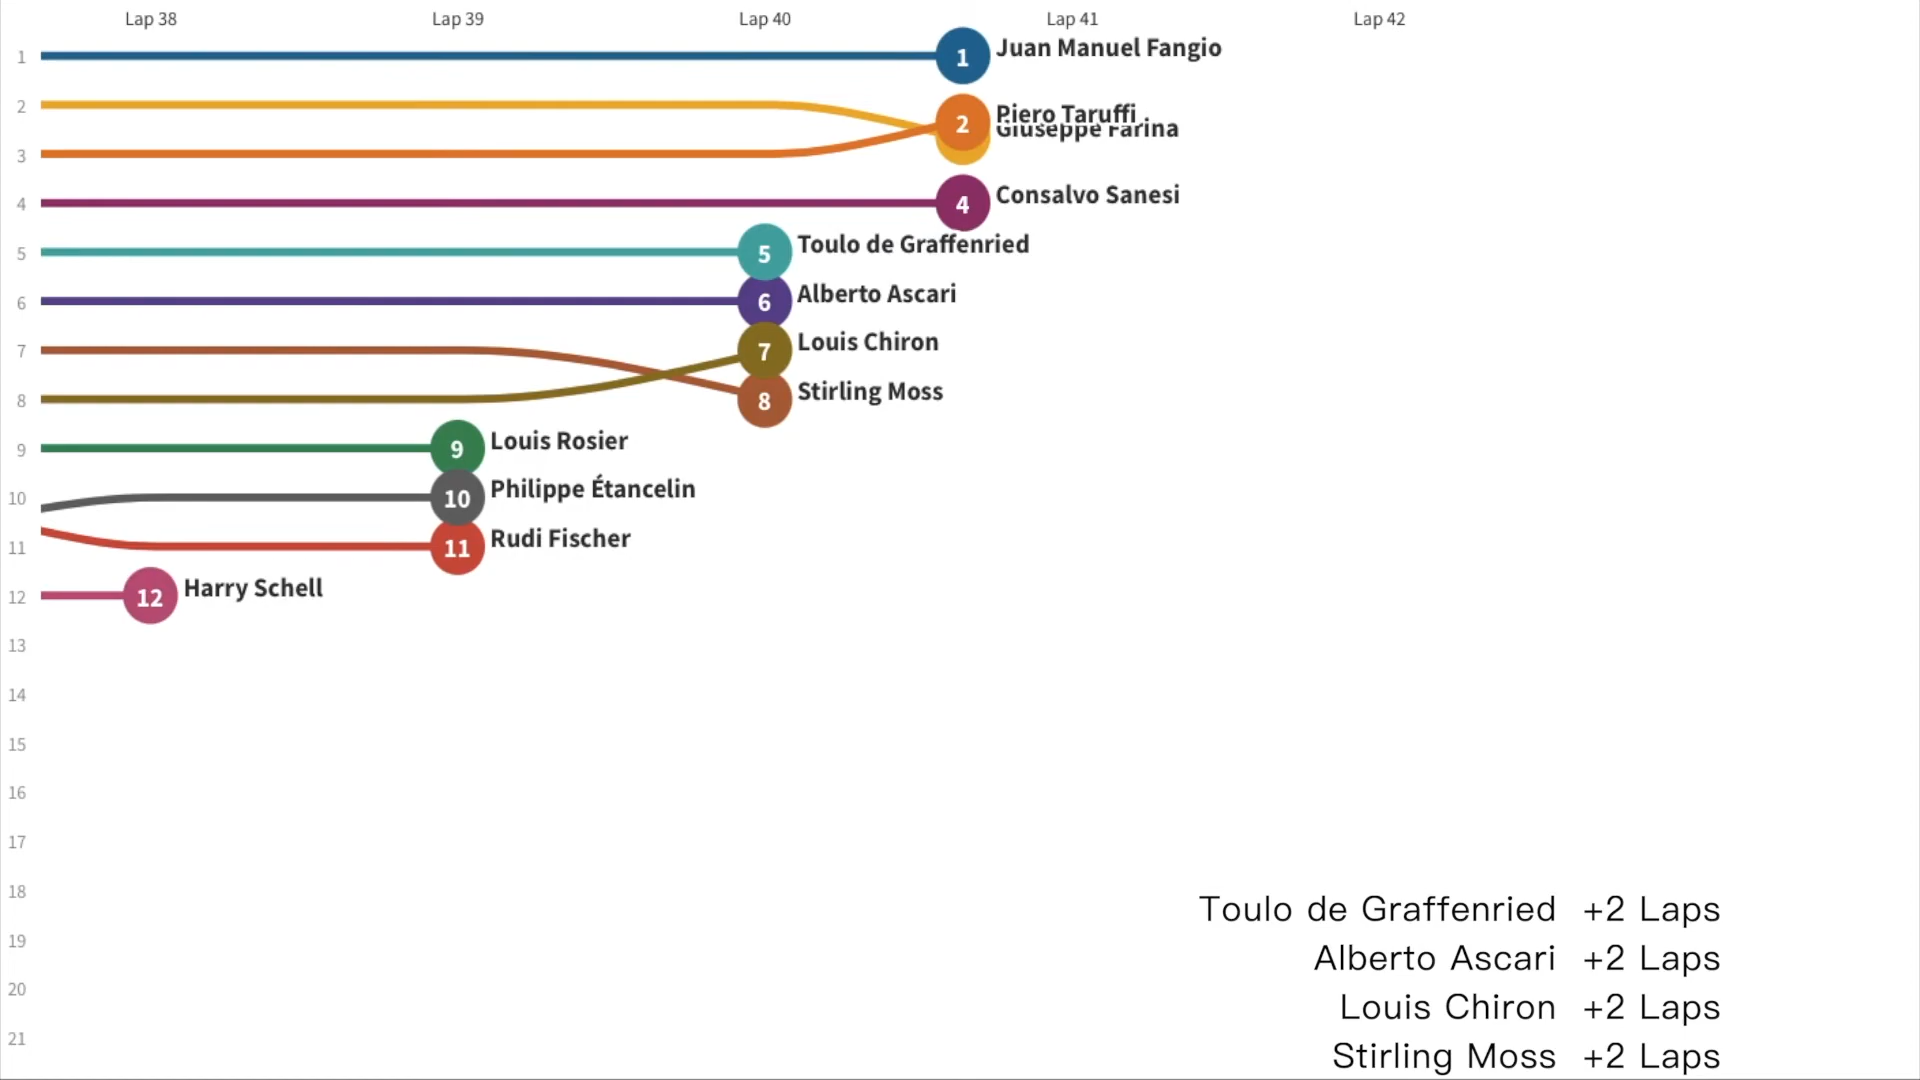 Lap 38 Lap 39 Lap 40 Lap 41 Lap 42
1 1 Juan Manuel Fangio
2 2 Piero Taruffi
Giuseppe Farina
3
4 4 Consalvo Sanesi
5 5 Toulo de Graffenried
6 6 Alberto Ascari
7 7 Louis Chiron
8 8 Stirling Moss
9 9 Louis Rosier
10 10 Philippe Étancelin
11 11 Rudi Fischer
12 12 Harry Schell
13
14
15
16
17
18
19
20
21
Toulo de Graffenried +2 Laps
Alberto Ascari +2 Laps
Louis Chiron +2 Laps
Stirling Moss +2 Laps